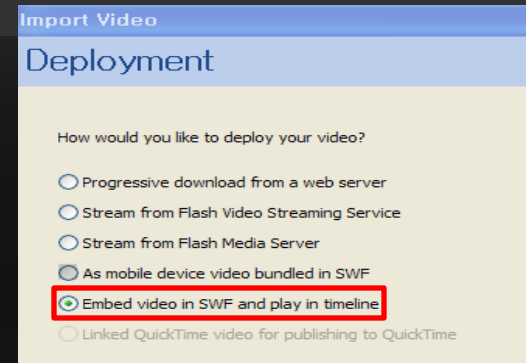 Import Video
Deployment
How would you like to deploy your video?
Progressive download from a web server
Stream from Flash Video Streaming Service
Stream from Flash Media Server
As mobile device video bundled in SWF
Embed video in SWF and play in timeline
Linked QuickTime video for publishing to QuickTime